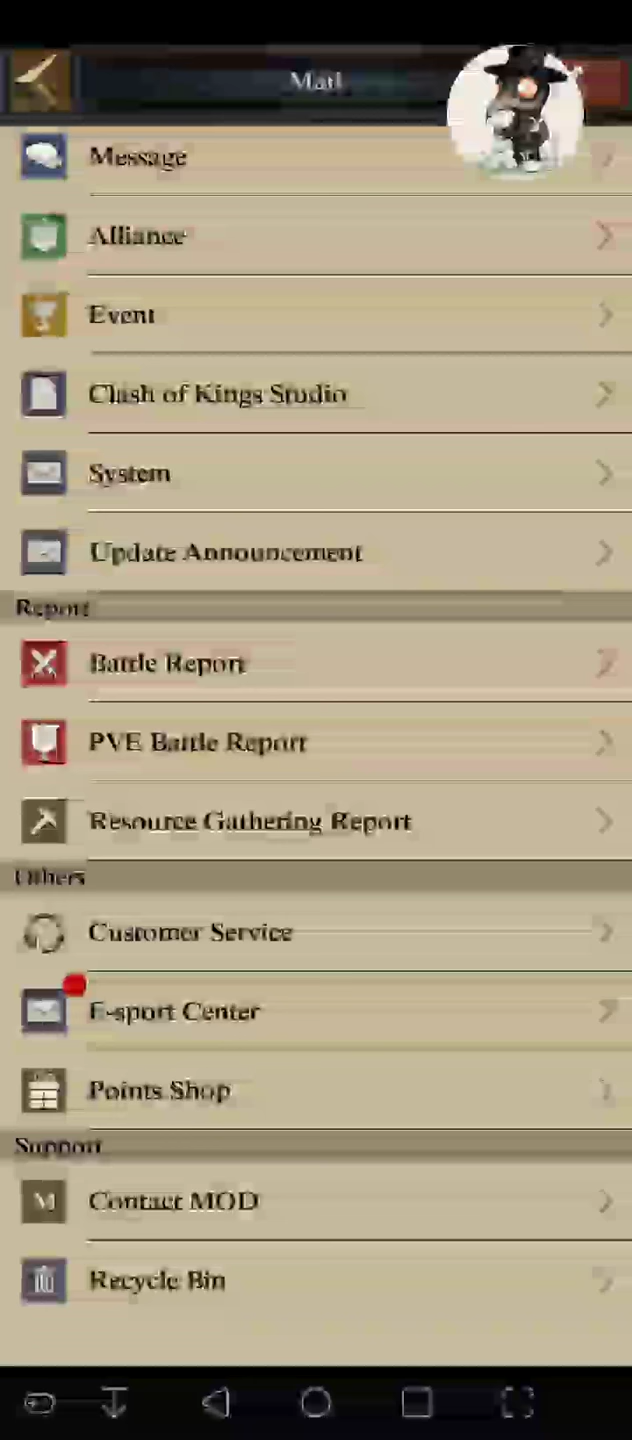 Mail
Message
Alliance
Event
Clash of Kings Studio
System
Update Announcement
Report
Battle Report
PVE Battle Report
Resource Gathering Report
Others
Customer Service
E-sport Center
Points Shop
Support
M
Contact MOD
Recycle Bin